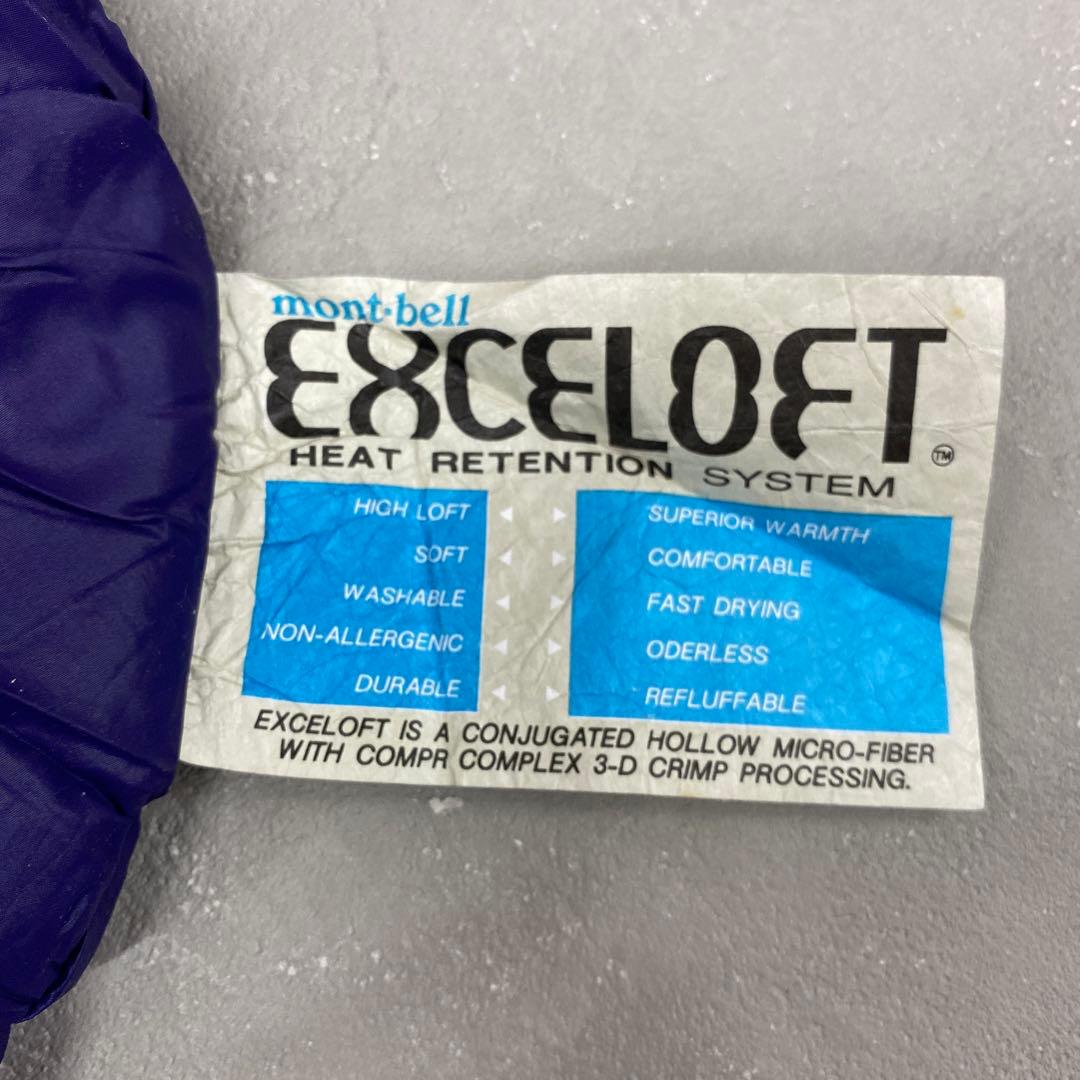 mont-bell
EXCELOFT
TM
HEAT RETENTION SYSTEM
HIGH LOFT SUPERIOR WARMTH
SOFT COMFORTABLE
WASHABLE FAST DRYING
NON-ALLERGENIC ODERLESS
DURABLE REFLUFFABLE
EXCELOFT IS A CONJUGATED HOLLOW MICRO-FIBER
WITH COMPR COMPLEX 3-D CRIMP PROCESSING.